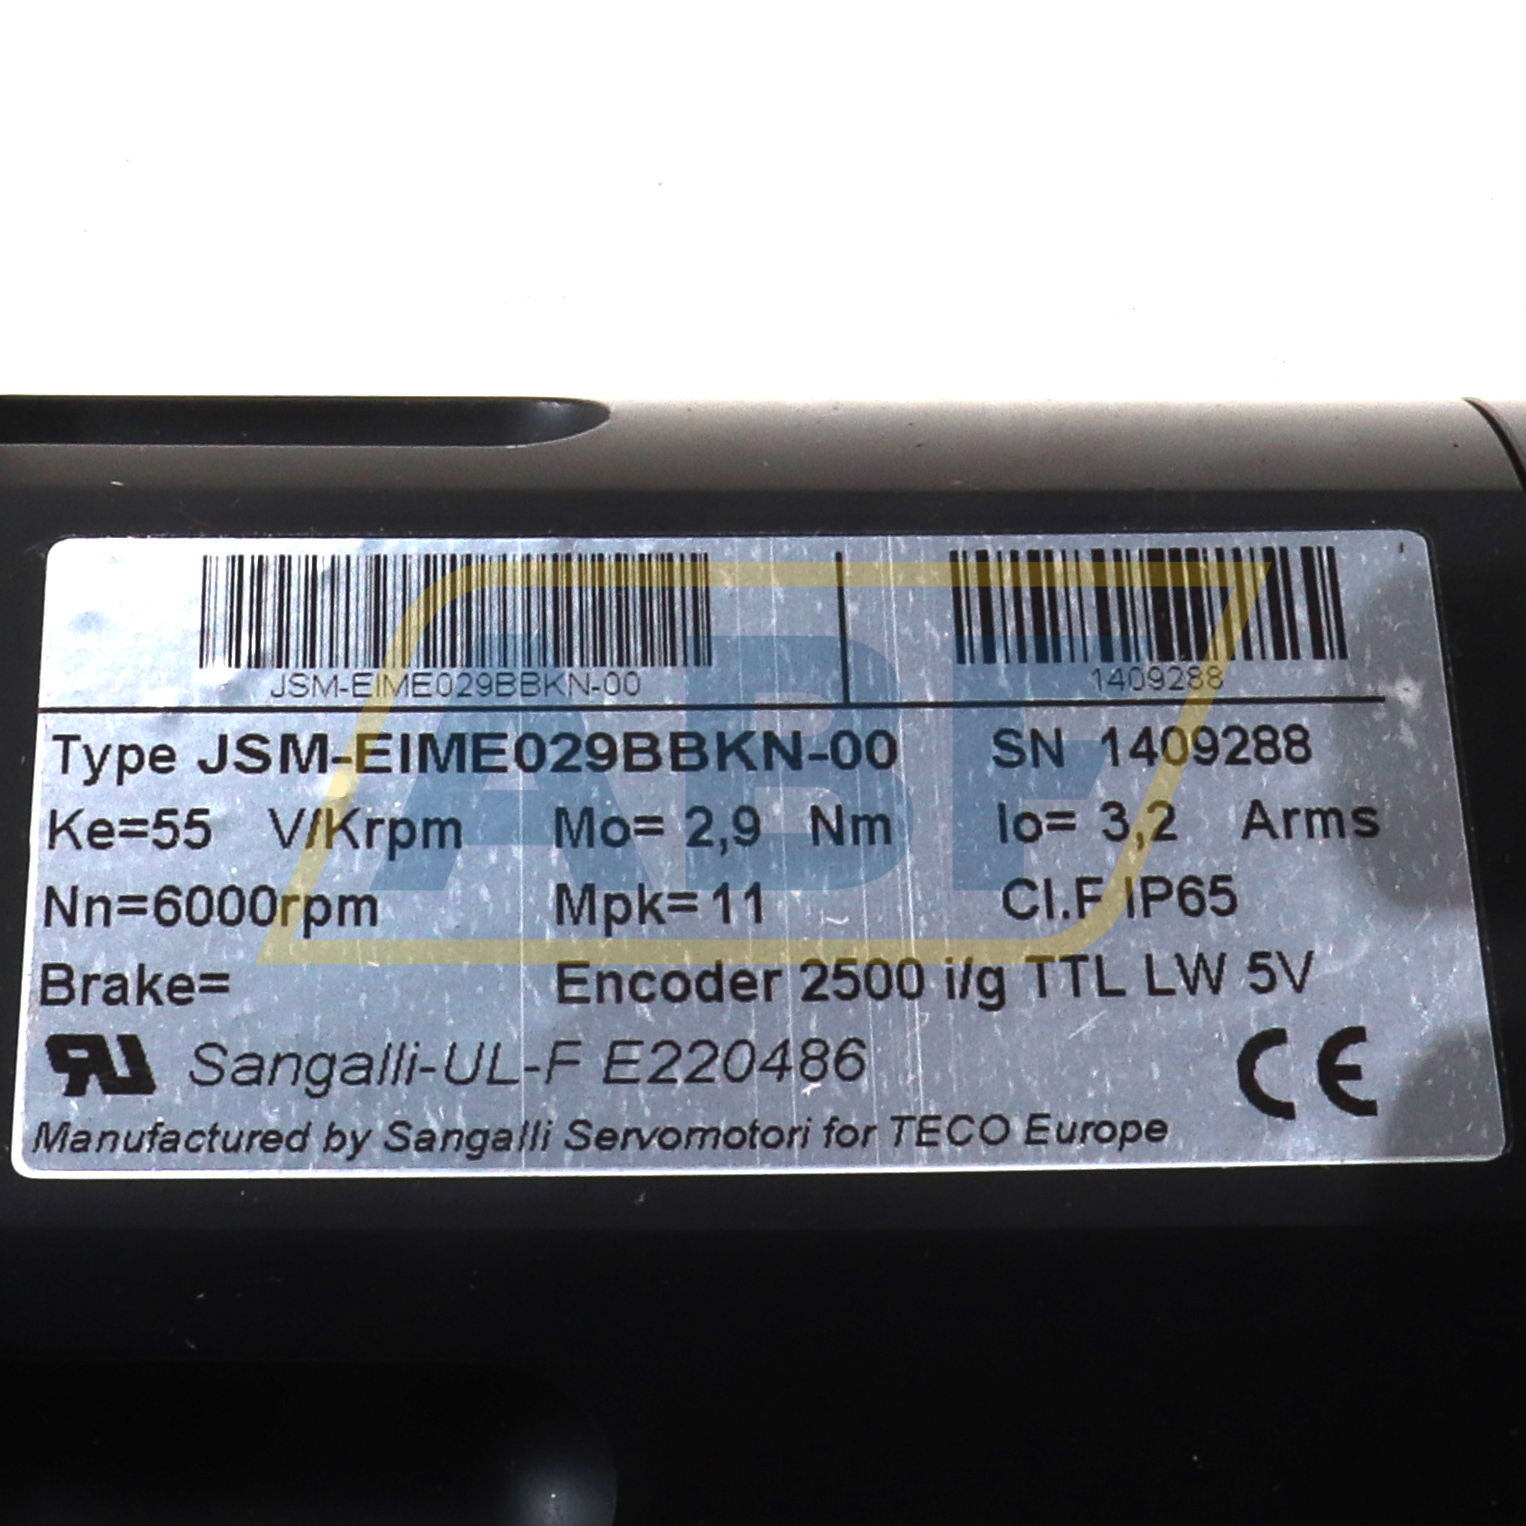 JSM-EIME029BBKN-00 1409288
Type JSM-EIME029BBKN-00 SN 1409288
Ke=55 V/Krpm Mo= 2,9 Nm Io= 3,2 Arms
Nn=6000rpm Mpk= 11 Cl.F IP65
Brake= Encoder 2500 i/g TTL LW 5V
RU Sangalli-UL-F E220486 CE
Manufactured by Sangalli Servomotori for TECO Europe
ABF